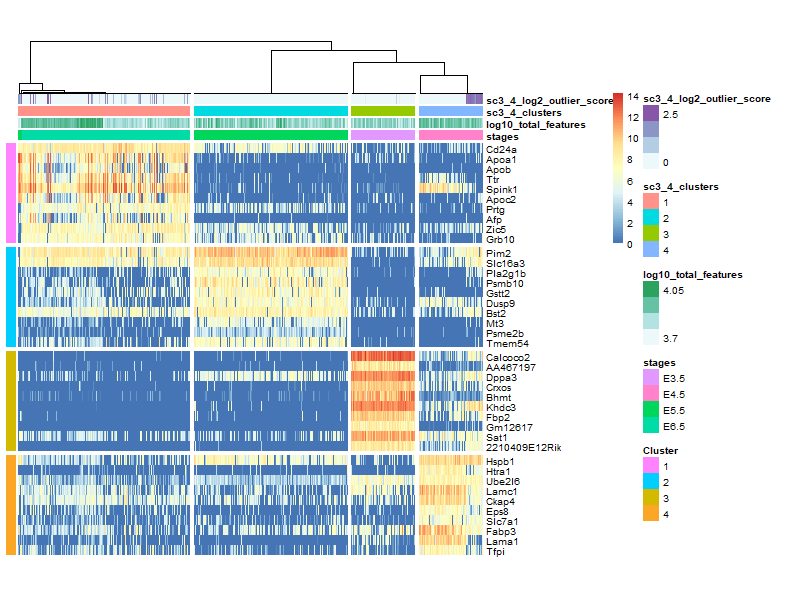 sc3_4_log2_outlier_score
sc3_4_clusters
log10_total_features
stages
Cd24a
Apoa1
Apob
Ttr
Spink1
Apoc2
Prtg
Afp
Zic5
Grb10
Pim2
Slc16a3
Pla2g1b
Psmb10
Gstt2
Dusp9
Bst2
Mt3
Psme2b
Tmem54
Calcoco2
AA467197
Dppa3
Crxos
Bhmt
Khdc3
Fbp2
Gm12617
Sat1
2210409E12Rik
Hspb1
Htra1
Ube2l6
Lamc1
Ckap4
Eps8
Slc7a1
Fabp3
Lama1
Tfpi
14
12
10
8
6
4
2
0
sc3_4_log2_outlier_score
2.5
0
sc3_4_clusters
1
2
3
4
log10_total_features
4.05
3.7
stages
E3.5
E4.5
E5.5
E6.5
Cluster
1
2
3
4